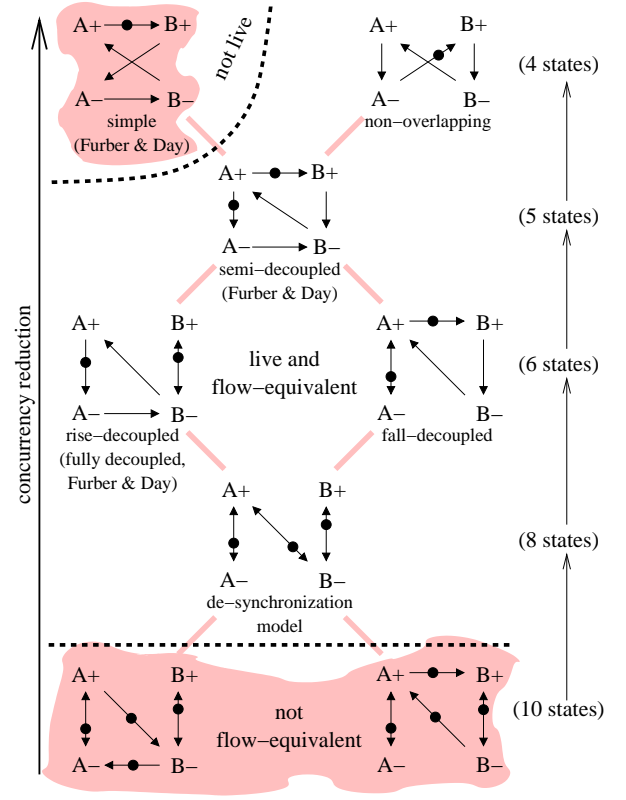 A+ B+
not live
A− B−
simple
(Furber & Day)
A+ B+
A− B−
non−overlapping
(4 states)
A+ B+
A− B−
semi−decoupled
(Furber & Day)
(5 states)
A+ B+
A− B−
rise−decoupled
(fully decoupled,
Furber & Day)
live and
flow−equivalent
A+ B+
A− B−
fall−decoupled
(6 states)
concurrency reduction
A+ B+
A− B−
de−synchronization
model
(8 states)
A+ B+
A− B−
not
flow−equivalent
A+ B+
A− B−
(10 states)